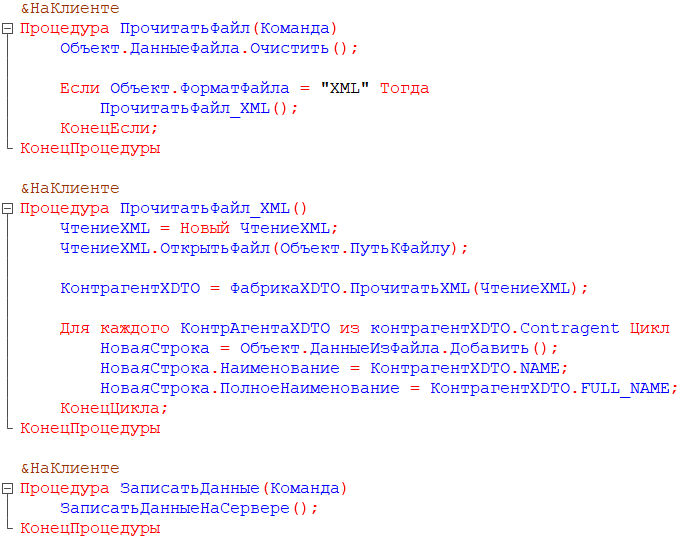 &НаКлиенте
Процедура ПрочитатьФайл(Команда)
Объект.ДанныеФайла.Очистить();
Если Объект.ФорматФайла = "XML" Тогда
ПрочитатьФайл_XML();
КонецЕсли;
КонецПроцедуры
&НаКлиенте
Процедура ПрочитатьФайл_XML()
ЧтениеXML = Новый ЧтениеXML;
ЧтениеXML.ОткрытьФайл(Объект.ПутьКФайлу);
КонтрагентXDTO = ФабрикаXDTO.ПрочитатьXML(ЧтениеXML);
Для каждого КонтрАгентаXDTO из контрагентXDTO.Contragent Цикл
НоваяСтрока = Объект.ДанныеИзФайла.Добавить();
НоваяСтрока.Наименование = КонтрагентXDTO.NAME;
НоваяСтрока.ПолноеНаименование = КонтрагентXDTO.FULL_NAME;
КонецЦикла;
КонецПроцедуры
&НаКлиенте
Процедура ЗаписатьДанные(Команда)
ЗаписатьДанныеНаСервере();
КонецПроцедуры